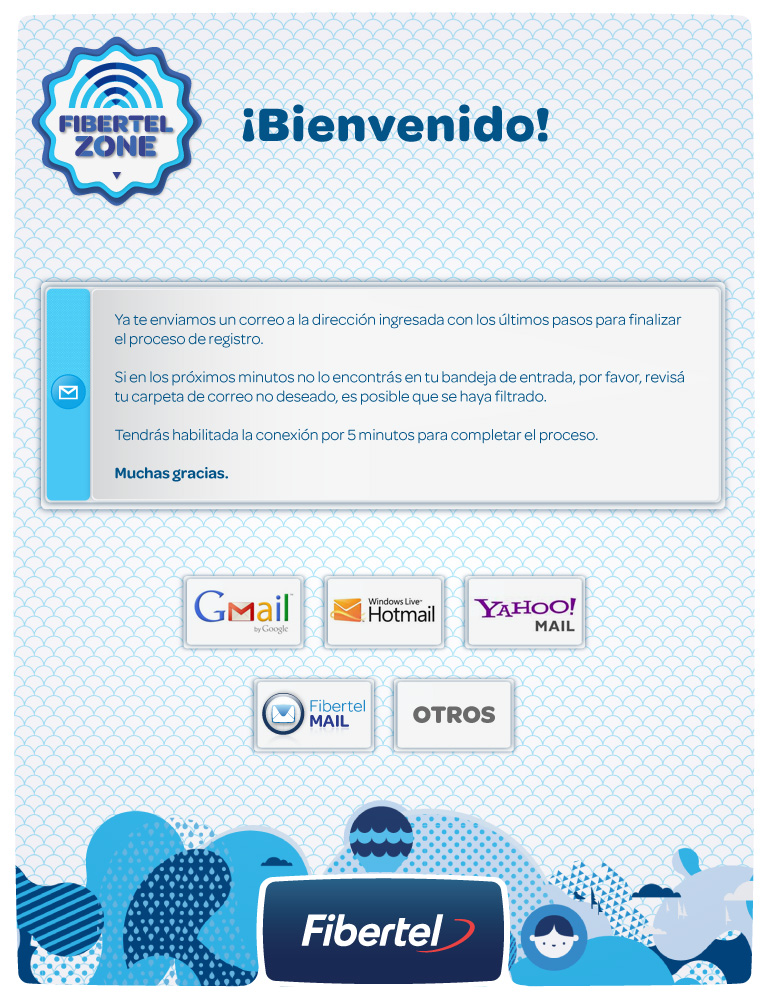 FIBERTEL
ZONE
¡Bienvenido!
Ya te enviamos un correo a la dirección ingresada con los últimos pasos para finalizar
el proceso de registro.
Si en los próximos minutos no lo encontrás en tu bandeja de entrada, por favor, revisá
tu carpeta de correo no deseado, es posible que se haya filtrado.
Tendrás habilitada la conexión por 5 minutos para completar el proceso.
Muchas gracias.
Gmail
by Google
Windows Live™
Hotmail
YAHOO!
MAIL
Fibertel
MAIL
OTROS
Fibertel